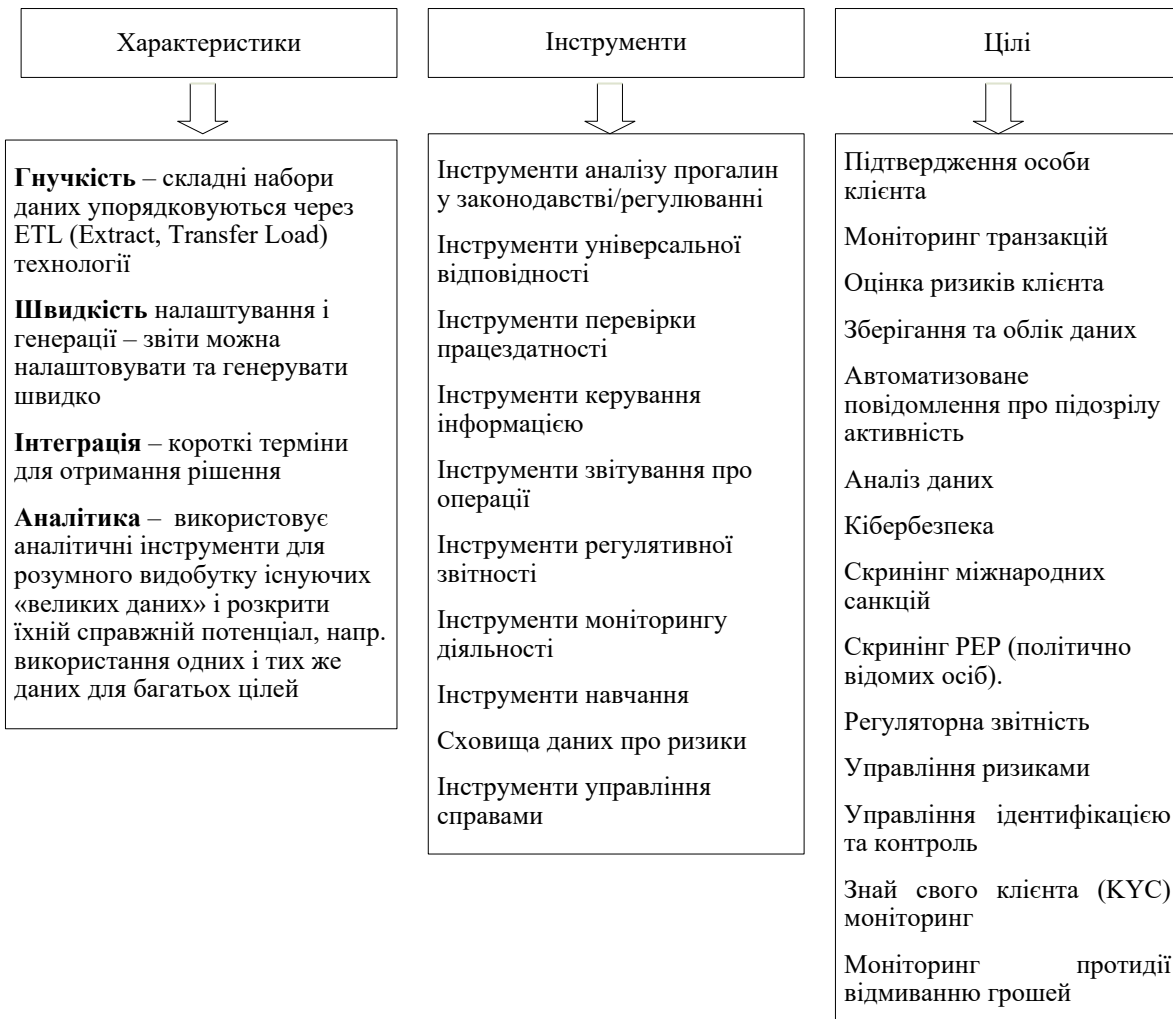 Характеристики
Гнучкість – складні набори
даних упорядковуються через
ETL (Extract, Transfer Load)
технології
Швидкість налаштування і
генерації – звіти можна
налаштовувати та генерувати
швидко
Інтеграція – короткі терміни
для отримання рішення
Аналітика – використовує
аналітичні інструменти для
розумного видобутку існуючих
«великих даних» і розкрити
їхній справжній потенціал, напр.
використання одних і тих же
даних для багатьох цілей
Інструменти
Інструменти аналізу прогалин
у законодавстві/регулюванні
Інструменти універсальної
відповідності
Інструменти перевірки
працездатності
Інструменти керування
інформацією
Інструменти звітування про
операції
Інструменти регулятивної
звітності
Інструменти моніторингу
діяльності
Інструменти навчання
Сховища даних про ризики
Інструменти управління
справами
Цілі
Підтвердження особи
клієнта
Моніторинг транзакцій
Оцінка ризиків клієнта
Зберігання та облік даних
Автоматизоване
повідомлення про підозрілу
активність
Аналіз даних
Кібербезпека
Скринінг міжнародних
санкцій
Скринінг PEP (політично
відомих осіб).
Регуляторна звітність
Управління ризиками
Управління ідентифікацією
та контроль
Знай свого клієнта (KYC)
моніторинг
Моніторинг протидії
відмиванню грошей